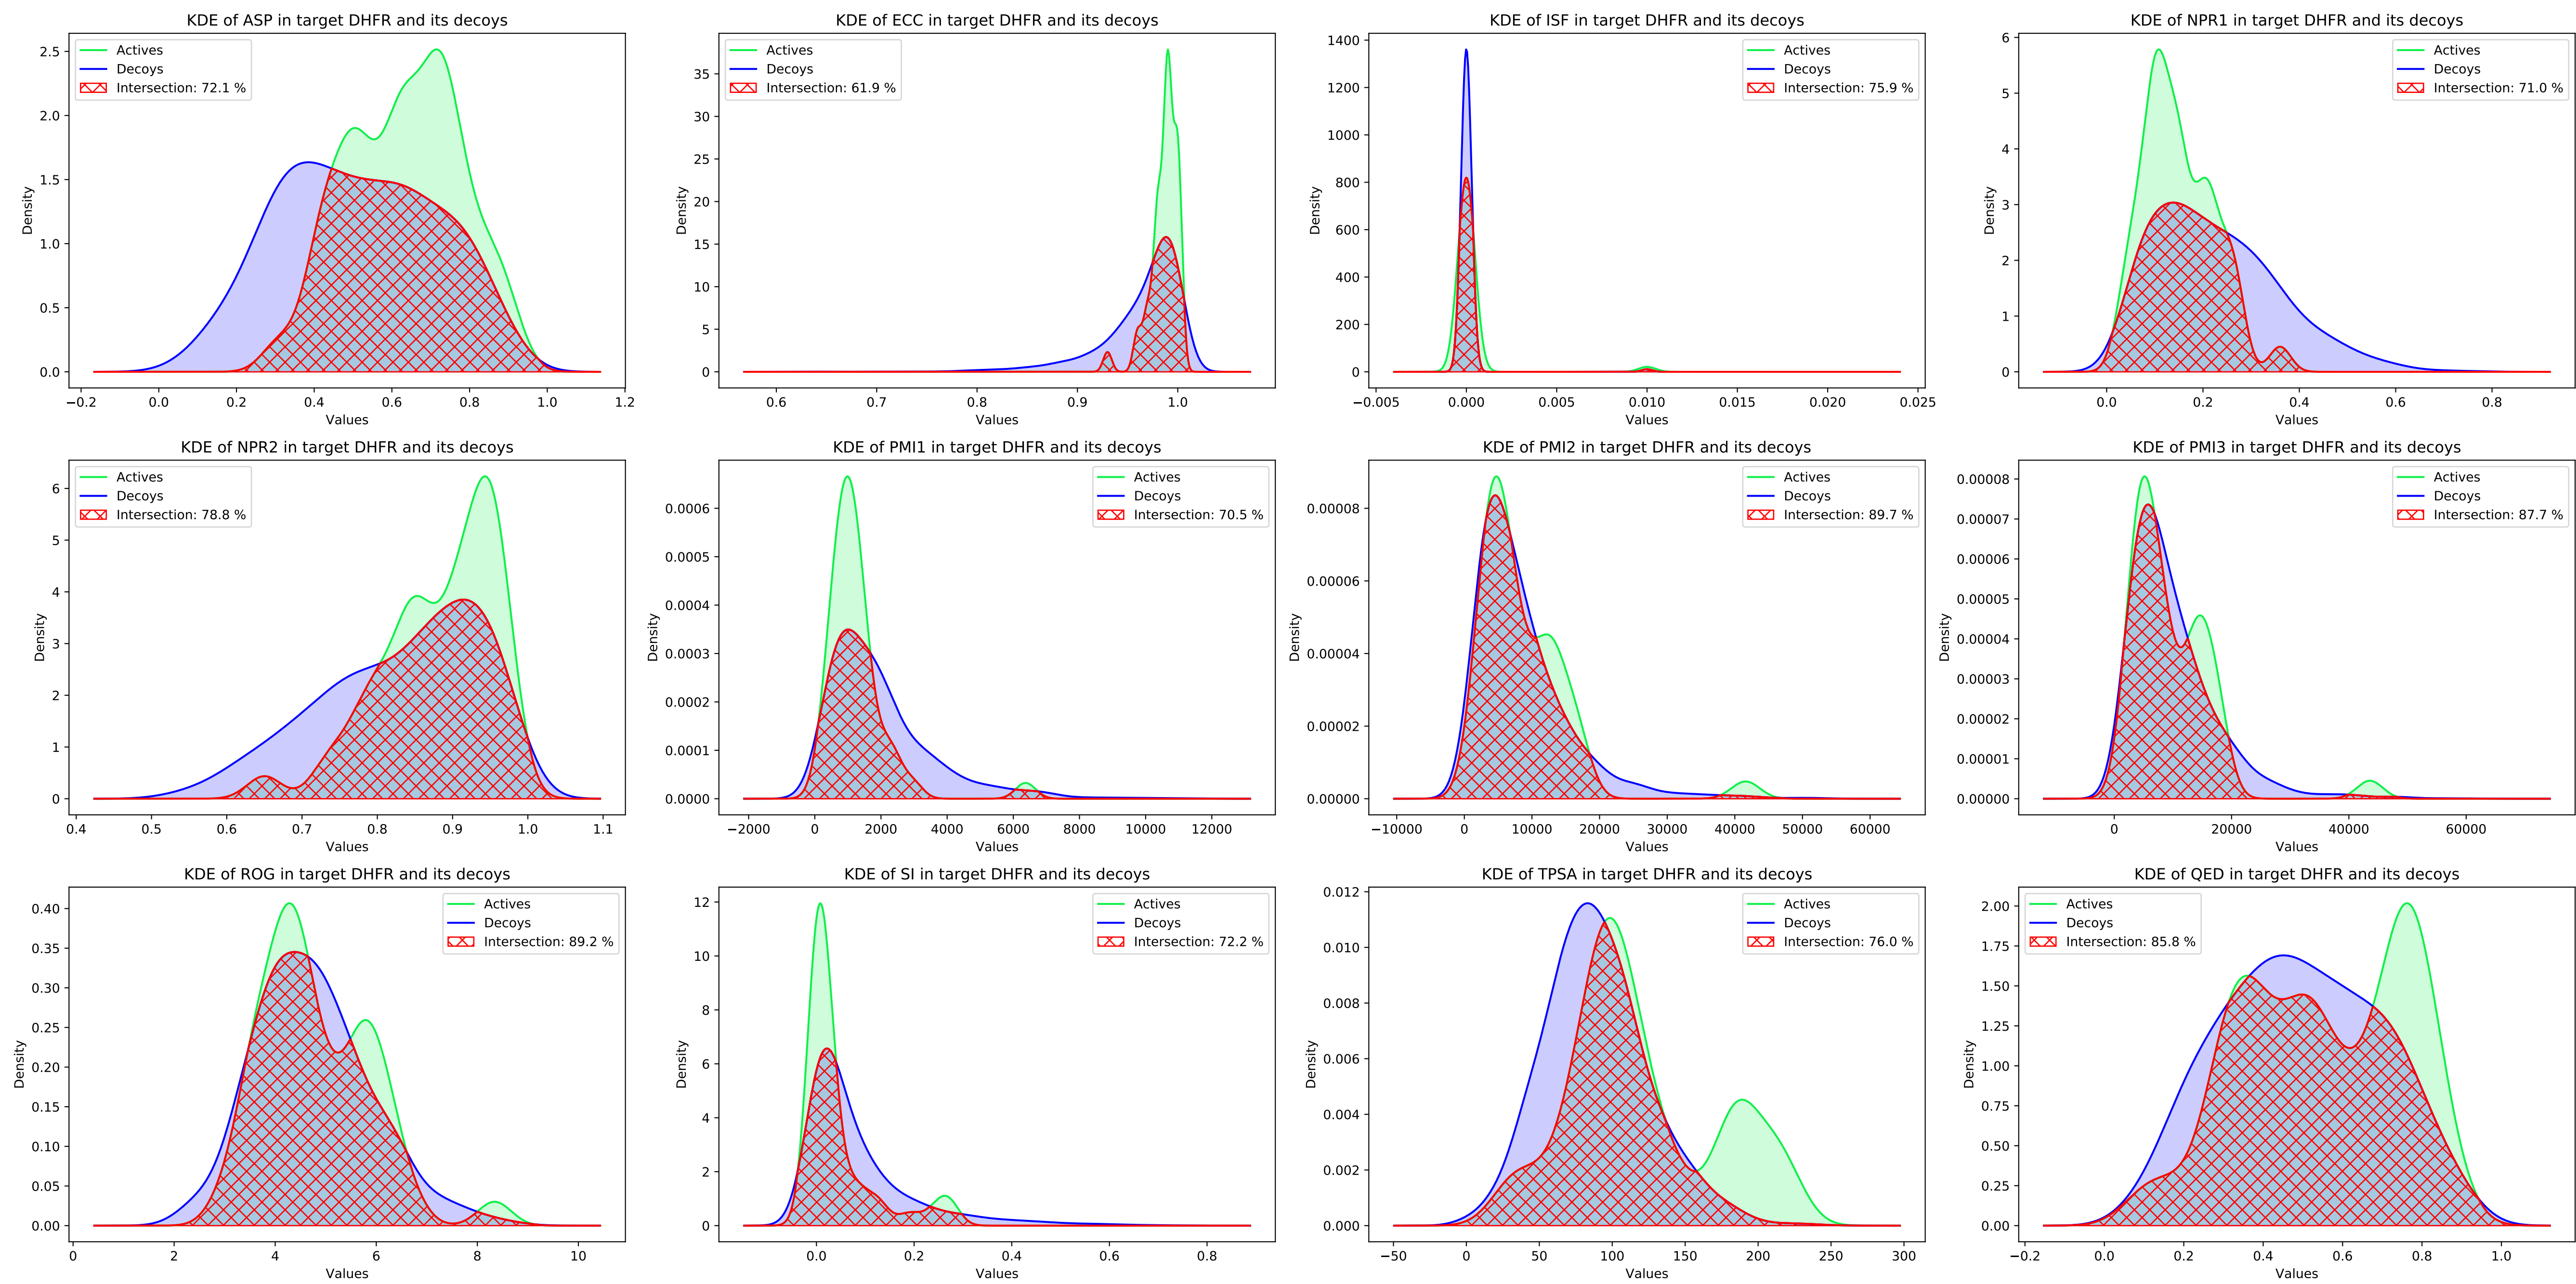 KDE of ASP in target DHFR and its decoys
Actives
Decoys
Intersection: 72.1 %
Density
2.5
2.0
1.5
1.0
0.5
0.0
−0.2 0.0 0.2 0.4 0.6 0.8 1.0 1.2
Values
KDE of ECC in target DHFR and its decoys
Actives
Decoys
Intersection: 61.9 %
Density
35
30
25
20
15
10
5
0
0.6 0.7 0.8 0.9 1.0
Values
KDE of ISF in target DHFR and its decoys
Actives
Decoys
Intersection: 75.9 %
Density
1400
1200
1000
800
600
400
200
0
−0.005 0.000 0.005 0.010 0.015 0.020 0.025
Values
KDE of NPR1 in target DHFR and its decoys
Actives
Decoys
Intersection: 71.0 %
Density
6
5
4
3
2
1
0
0.0 0.2 0.4 0.6 0.8
Values
KDE of NPR2 in target DHFR and its decoys
Actives
Decoys
Intersection: 78.8 %
Density
6
5
4
3
2
1
0
0.4 0.5 0.6 0.7 0.8 0.9 1.0 1.1
Values
KDE of PMI1 in target DHFR and its decoys
Actives
Decoys
Intersection: 70.5 %
Density
0.0006
0.0005
0.0004
0.0003
0.0002
0.0001
0.0000
−2000 0 2000 4000 6000 8000 10000 12000
Values
KDE of PMI2 in target DHFR and its decoys
Actives
Decoys
Intersection: 89.7 %
Density
0.00008
0.00006
0.00004
0.00002
0.00000
−10000 0 10000 20000 30000 40000 50000 60000
Values
KDE of PMI3 in target DHFR and its decoys
Actives
Decoys
Intersection: 87.7 %
Density
0.00008
0.00007
0.00006
0.00005
0.00004
0.00003
0.00002
0.00001
0.00000
0 20000 40000 60000
Values
KDE of ROG in target DHFR and its decoys
Actives
Decoys
Intersection: 89.2 %
Density
0.40
0.35
0.30
0.25
0.20
0.15
0.10
0.05
0.00
0 2 4 6 8 10
Values
KDE of SI in target DHFR and its decoys
Actives
Decoys
Intersection: 72.2 %
Density
12
10
8
6
4
2
0
0.0 0.2 0.4 0.6 0.8
Values
KDE of TPSA in target DHFR and its decoys
Actives
Decoys
Intersection: 76.0 %
Density
0.012
0.010
0.008
0.006
0.004
0.002
0.000
−50 0 50 100 150 200 250 300
Values
KDE of QED in target DHFR and its decoys
Actives
Decoys
Intersection: 85.8 %
Density
2.00
1.75
1.50
1.25
1.00
0.75
0.50
0.25
0.00
−0.2 0.0 0.2 0.4 0.6 0.8 1.0
Values